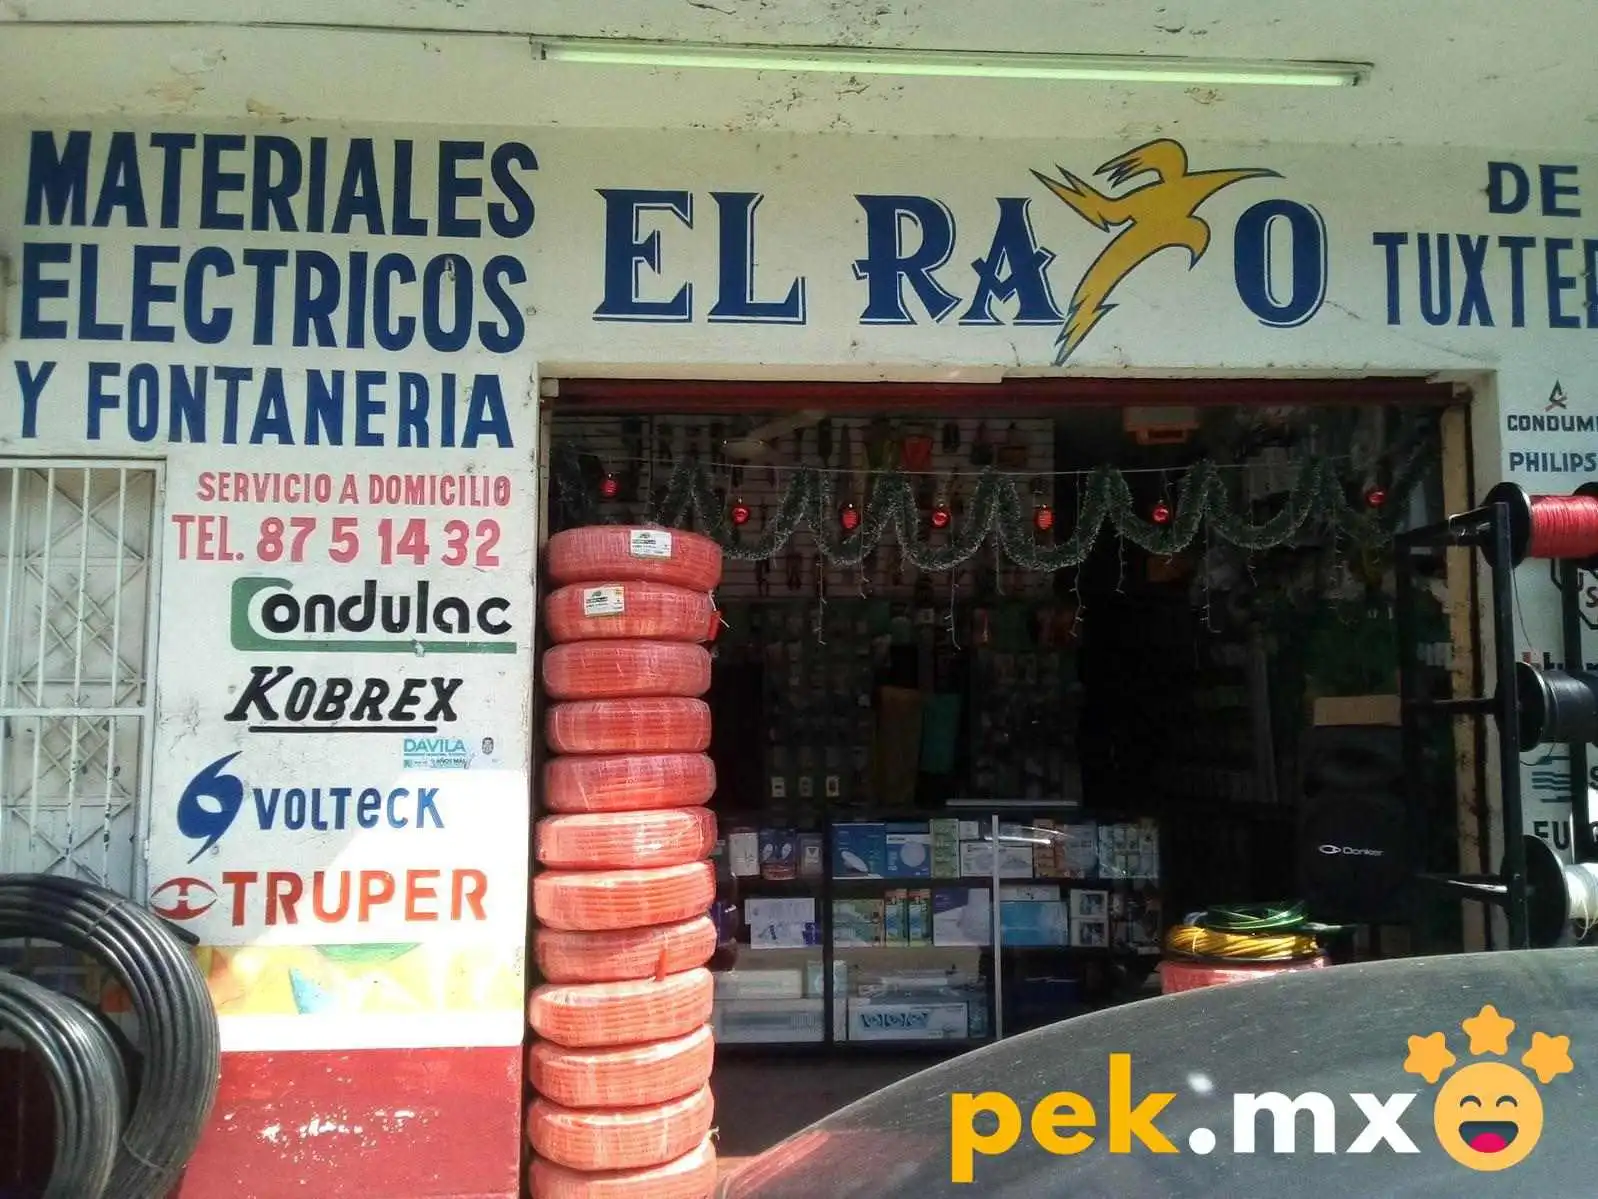 MATERIALES
ELECTRICOS
Y FONTANERIA
SERVICIO A DOMICILIO
TEL. 87 5 14 32
Condulac
KOBREX
DAVILA
VOLTECK
TRUPER
EL RAYO
DE
TUXTEP
CONDUM
PHILIPS
Donker
pek.mx